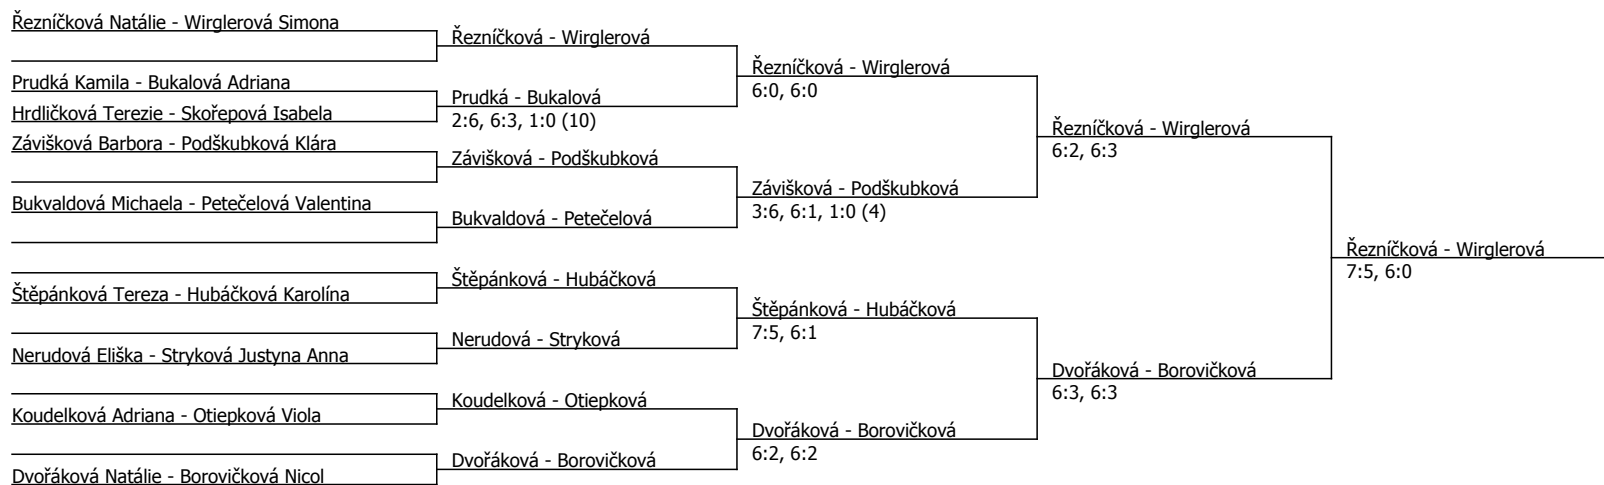 Řezníčková Natálie - Wirglerová Simona
Prudká Kamila - Bukalová Adriana
Hrdličková Terezie - Skořepová Isabela
Závišková Barbora - Podškubková Klára
Bukvaldová Michaela - Petečelová Valentina
Štěpánková Tereza - Hubáčková Karolína
Nerudová Eliška - Stryková Justyna Anna
Koudelková Adriana - Otiepková Viola
Dvořáková Natálie - Borovičková Nicol
Řezníčková - Wirglerová
Prudká - Bukalová
2:6, 6:3, 1:0 (10)
Závišková - Podškubková
Bukvaldová - Petečelová
Štěpánková - Hubáčková
Nerudová - Stryková
Koudelková - Otiepková
Dvořáková - Borovičková
Řezníčková - Wirglerová
6:0, 6:0
Závišková - Podškubková
3:6, 6:1, 1:0 (4)
Štěpánková - Hubáčková
7:5, 6:1
Dvořáková - Borovičková
6:2, 6:2
Řezníčková - Wirglerová
6:2, 6:3
Dvořáková - Borovičková
6:3, 6:3
Řezníčková - Wirglerová
7:5, 6:0